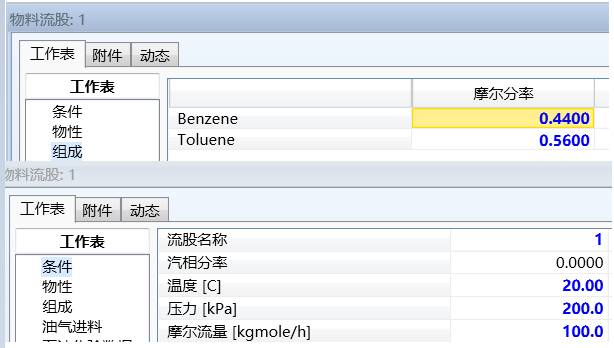 物料流股: 1
工作表 附件 动态
工作表 摩尔分率
条件 Benzene 0.4400
物性 Toluene 0.5600
组成
物料流股: 1
工作表 附件 动态
工作表 流股名称 1
条件 汽相分率 0.0000
物性 温度 [C] 20.00
组成 压力 [kPa] 200.0
油气进料 摩尔流量 [kgmole/h] 100.0